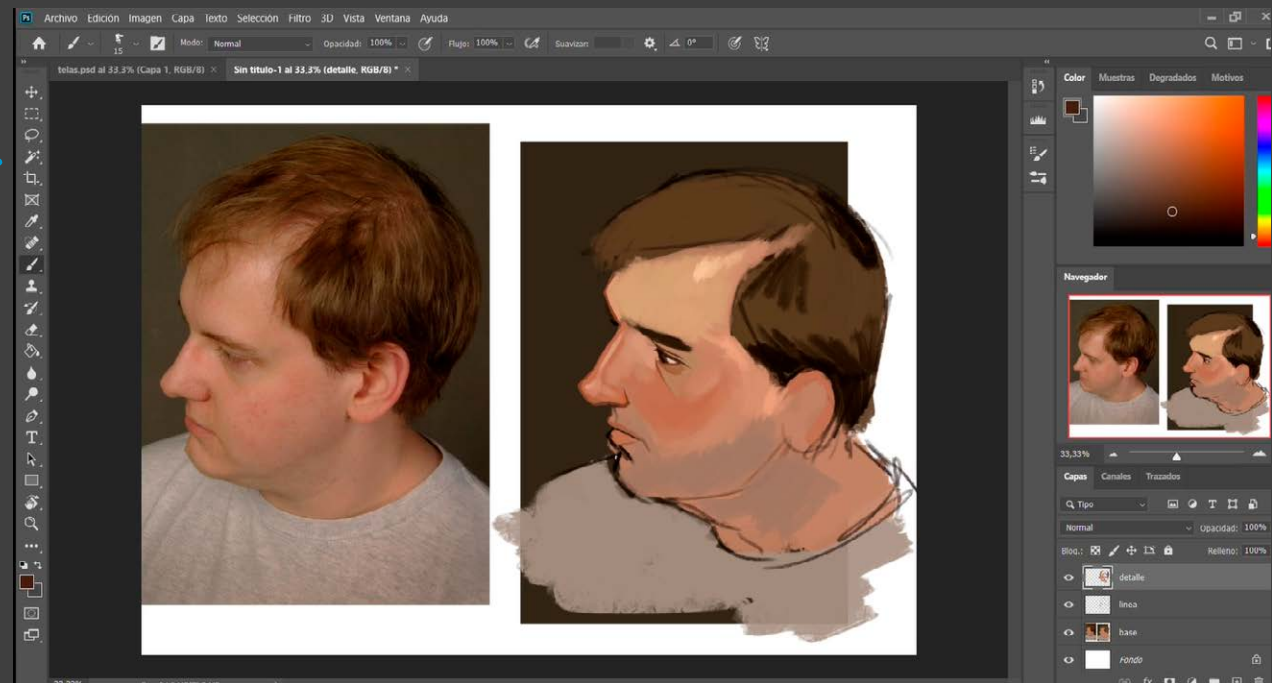 Ps Archivo Edición Imagen Capa Texto Selección Filtro 3D Vista Ventana Ayuda
15 Modo: Normal Opacidad: 100% Flujo: 100% Suavizar: 0°
telas.psd al 33,3% (Capa 1, RGB/8) × Sin título-1 al 33,3% (detalle, RGB/8) * ×
Color Muestras Degradados Motivos
Navegador
33,33%
Capas Canales Trazados
Tipo
Normal Opacidad: 100%
Bloq.: Relleno: 100%
detalle
linea
base
Fondo